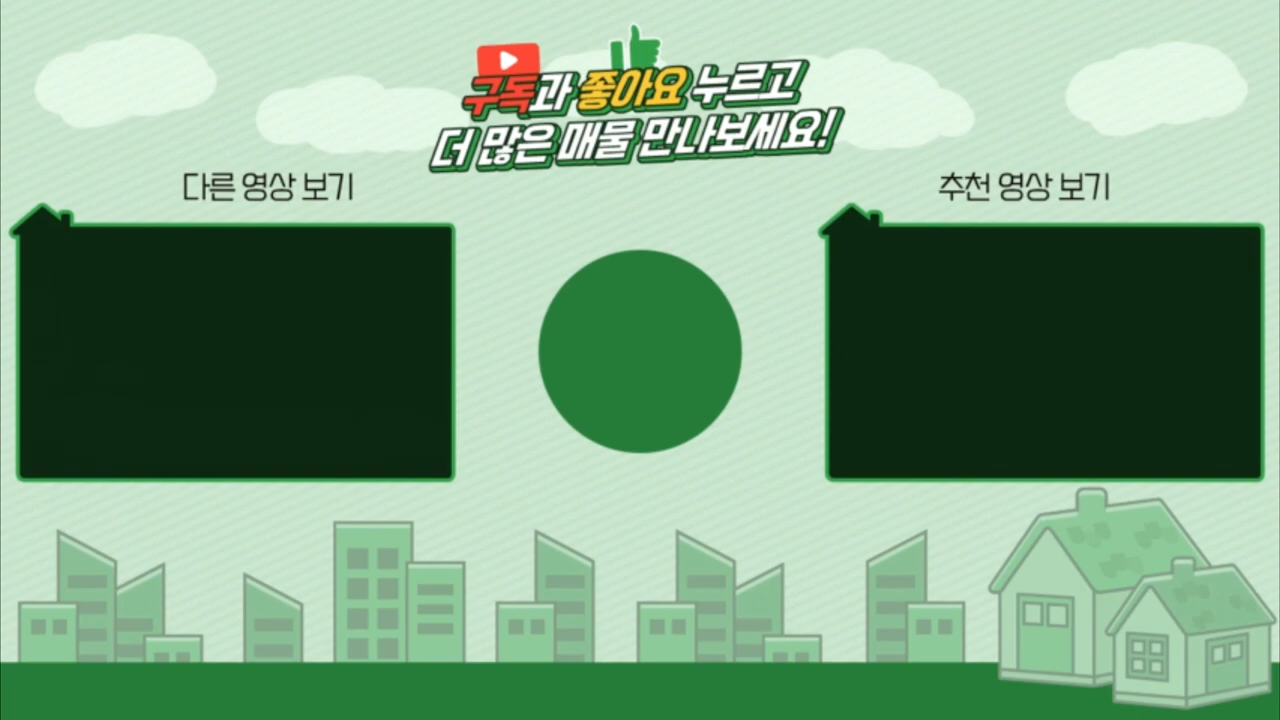 구독과 좋아요 누르고
더 많은 매물 만나보세요!
다른 영상 보기
추천 영상 보기